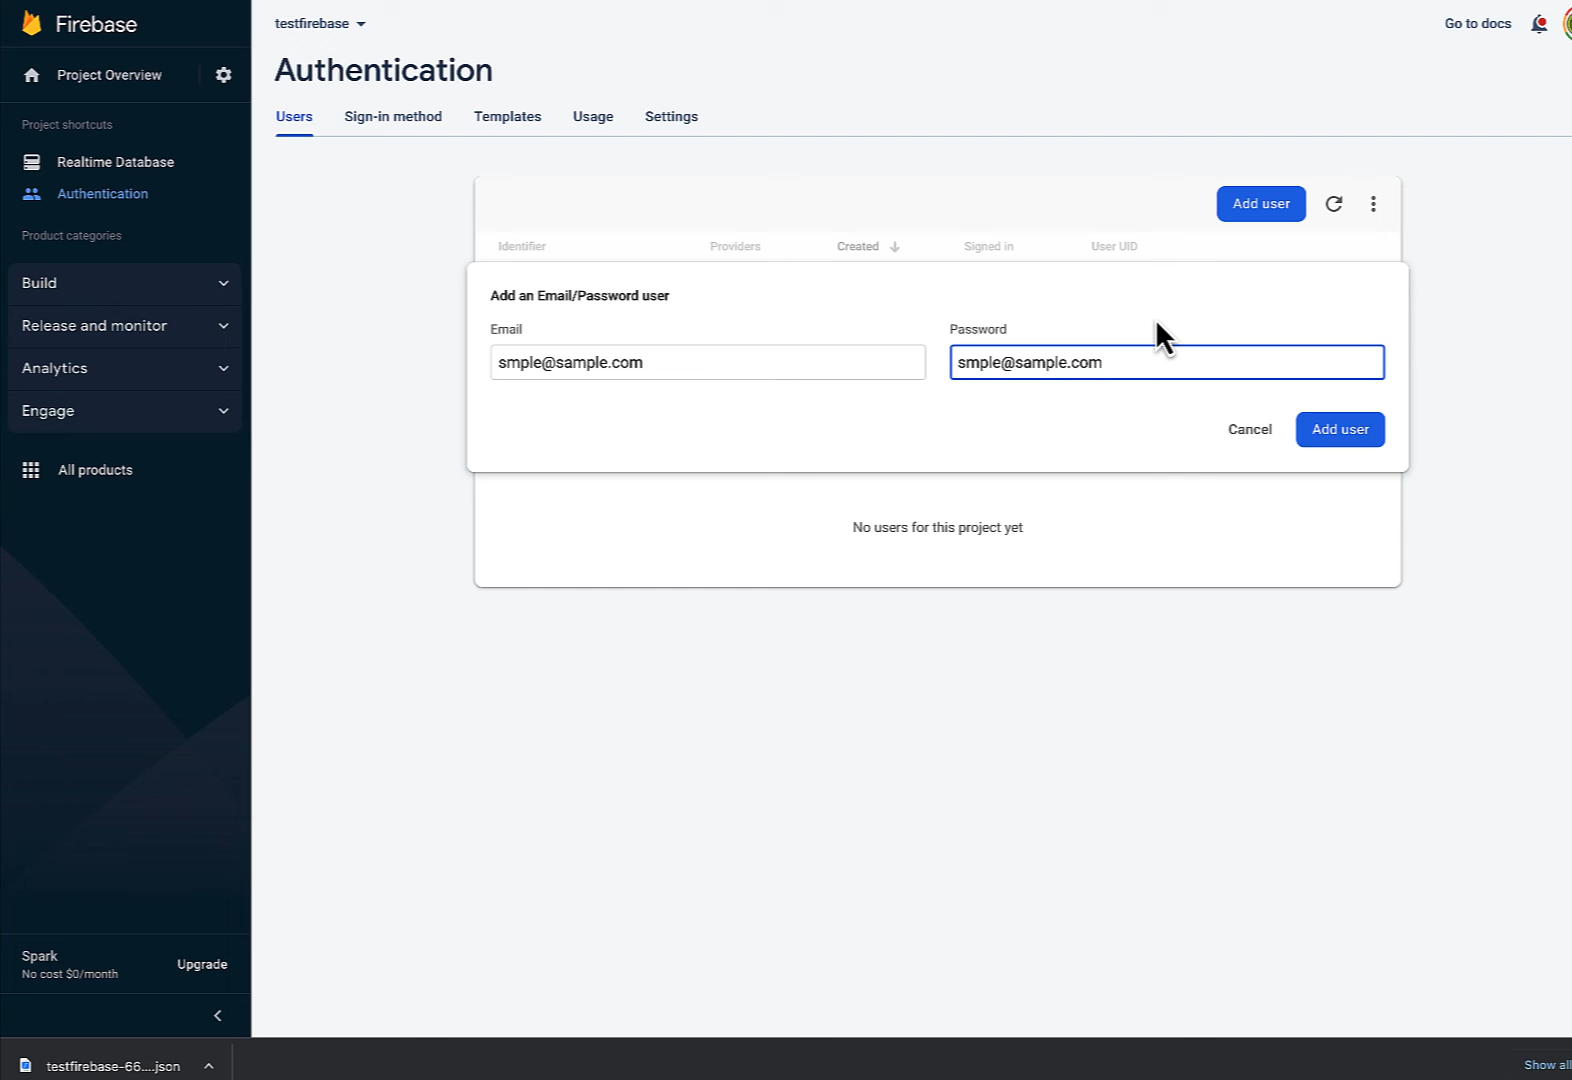 Firebase
testfirebase
Go to docs
Project Overview
Authentication
Users
Sign-in method
Templates
Usage
Settings
Project shortcuts
Realtime Database
Authentication
Product categories
Build
Release and monitor
Analytics
Engage
All products
Add user
Identifier
Providers
Created
Signed in
User UID
Add an Email/Password user
Email
Password
smple@sample.com
smple@sample.com
Cancel
Add user
No users for this project yet
Spark
No cost $0/month
Upgrade
testfirebase-66....json
Show all